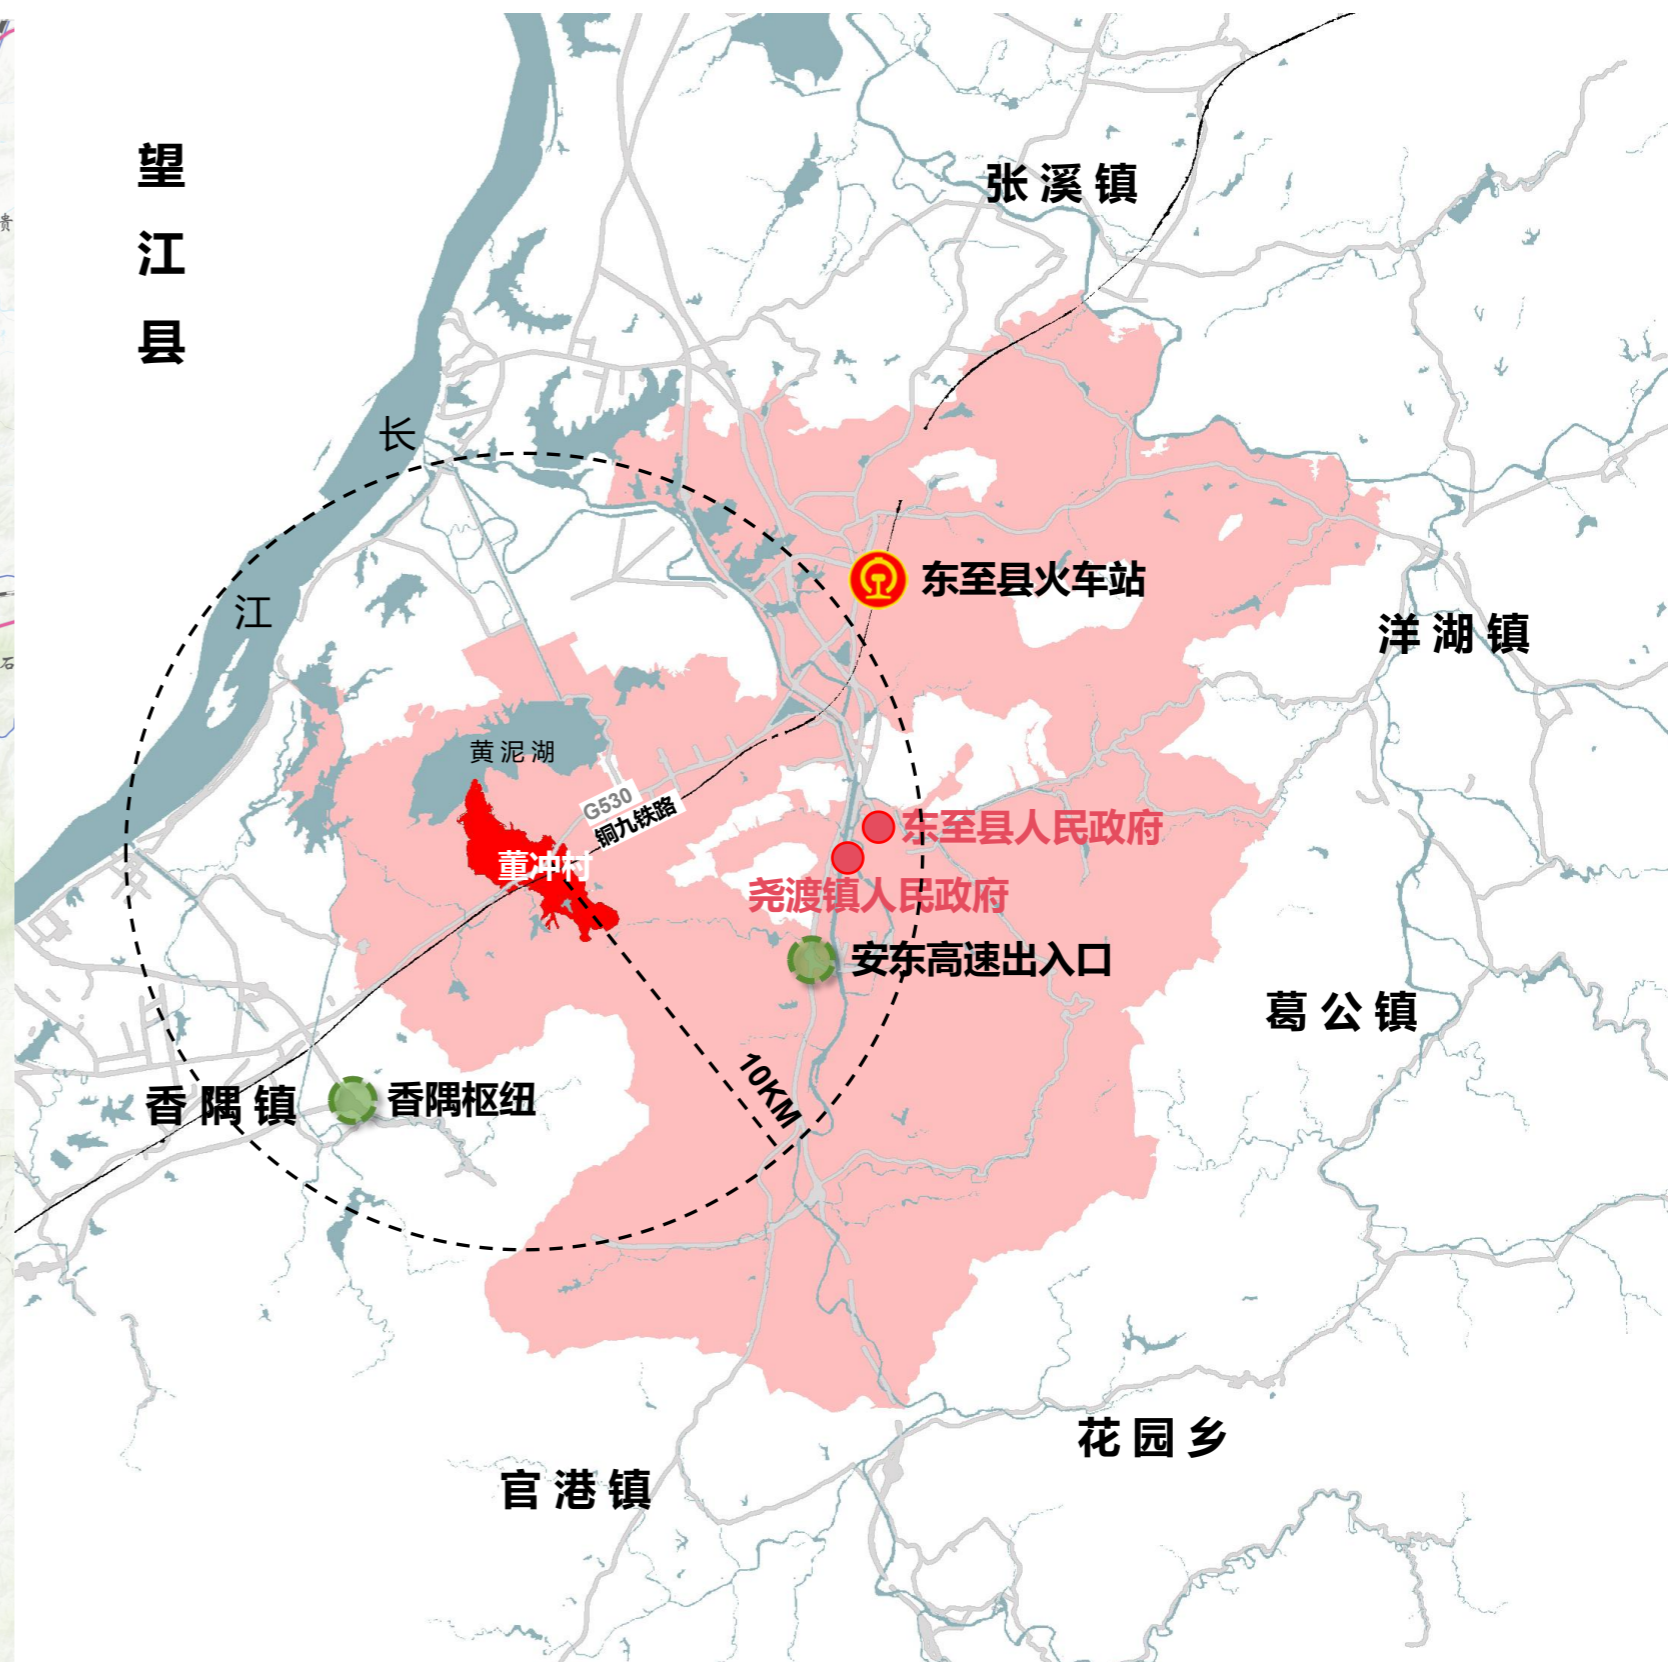 望江县
张溪镇
长江
东至县火车站
洋湖镇
黄泥湖
G530
铜九铁路
董冲村
东至县人民政府
尧渡镇人民政府
安东高速出入口
葛公镇
10KM
香隅镇
香隅枢纽
花园乡
官港镇
贵
石